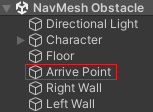 NavMesh Obstacle
Directional Light
Character
Floor
Arrive Point
Right Wall
Left Wall